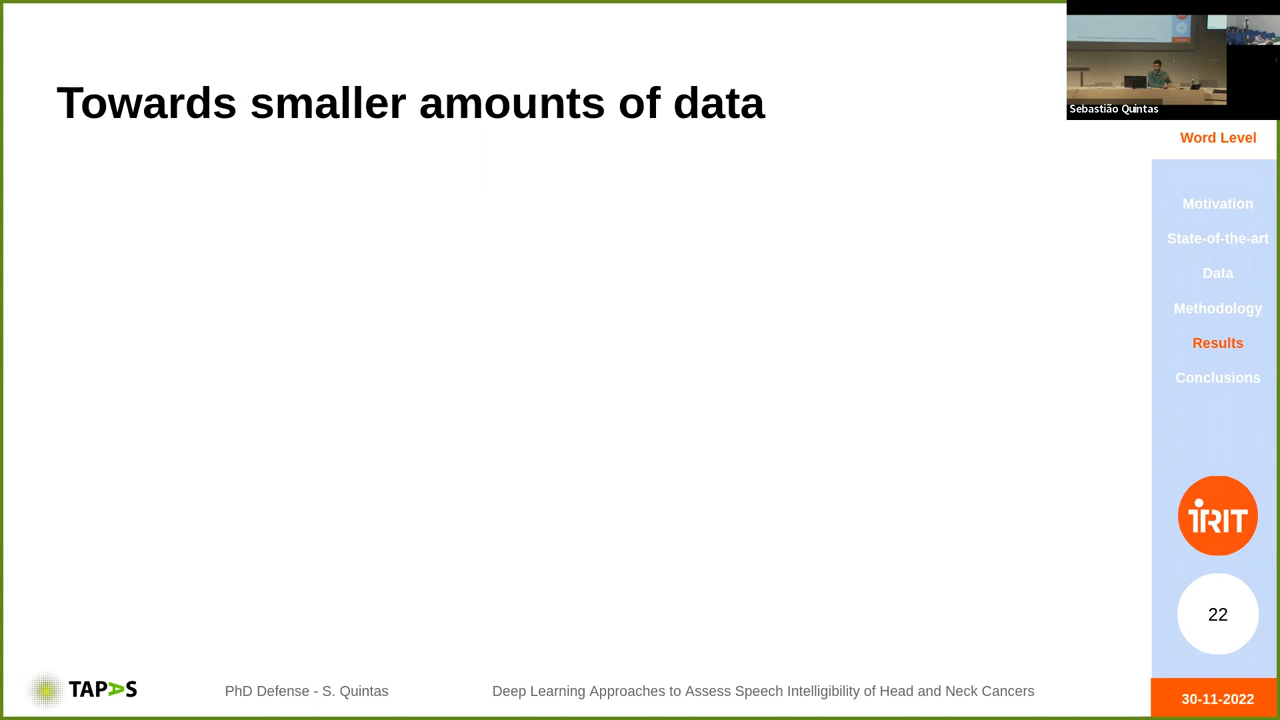 Towards smaller amounts of data
Sebastião Quintas
Word Level
Motivation
State-of-the-art
Data
Methodology
Results
Conclusions
iRIT
22
TAPAS
PhD Defense - S. Quintas
Deep Learning Approaches to Assess Speech Intelligibility of Head and Neck Cancers
30-11-2022